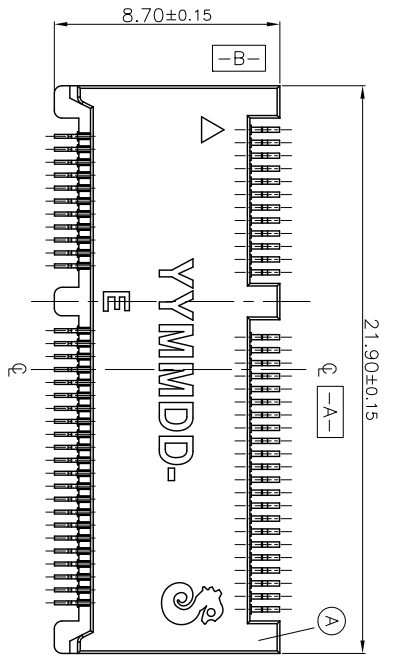 8.70±0.15
-B-
YYMMDD-
E
℄
℄
21.90±0.15
-A-
A